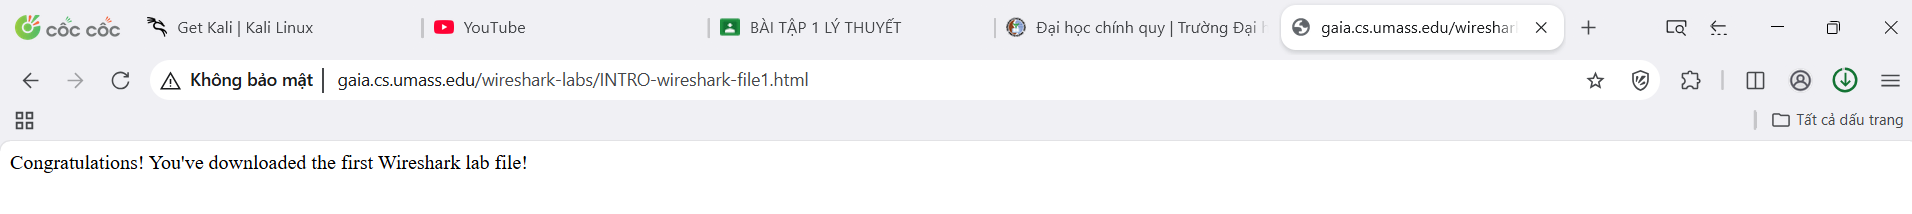 cốc cốc
Get Kali | Kali Linux
YouTube
BÀI TẬP 1 LÝ THUYẾT
Đại học chính quy | Trường Đại h
gaia.cs.umass.edu/wireshar
Không bảo mật
gaia.cs.umass.edu/wireshark-labs/INTRO-wireshark-file1.html
Tất cả dấu trang
Congratulations! You've downloaded the first Wireshark lab file!